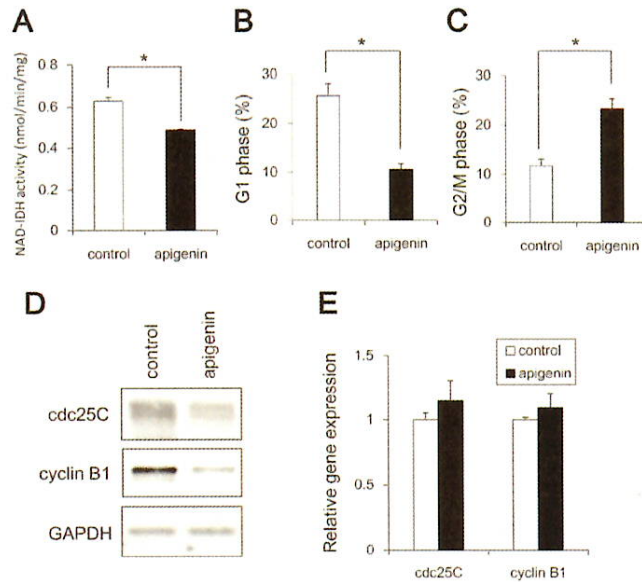 A
NAD-IDH activity (nmol/min/mg)
0.8
0.6
0.4
0.2
0
*
control
apigenin
B
G1 phase (%)
30
20
10
0
*
control
apigenin
C
G2/M phase (%)
30
20
10
0
*
control
apigenin
D
control
apigenin
cdc25C
cyclin B1
GAPDH
E
Relative gene expression
1.5
1
0.5
0
control
apigenin
cdc25C
cyclin B1